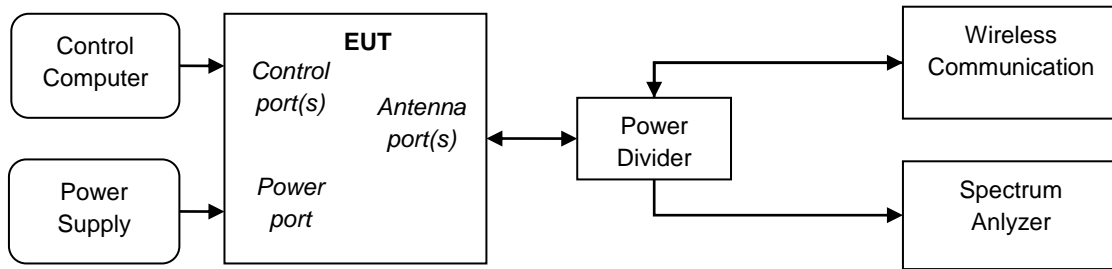 Control
Computer
Power
Supply
EUT
Control
port(s)
Antenna
port(s)
Power
port
Power
Divider
Wireless
Communication
Spectrum
Anlyzer